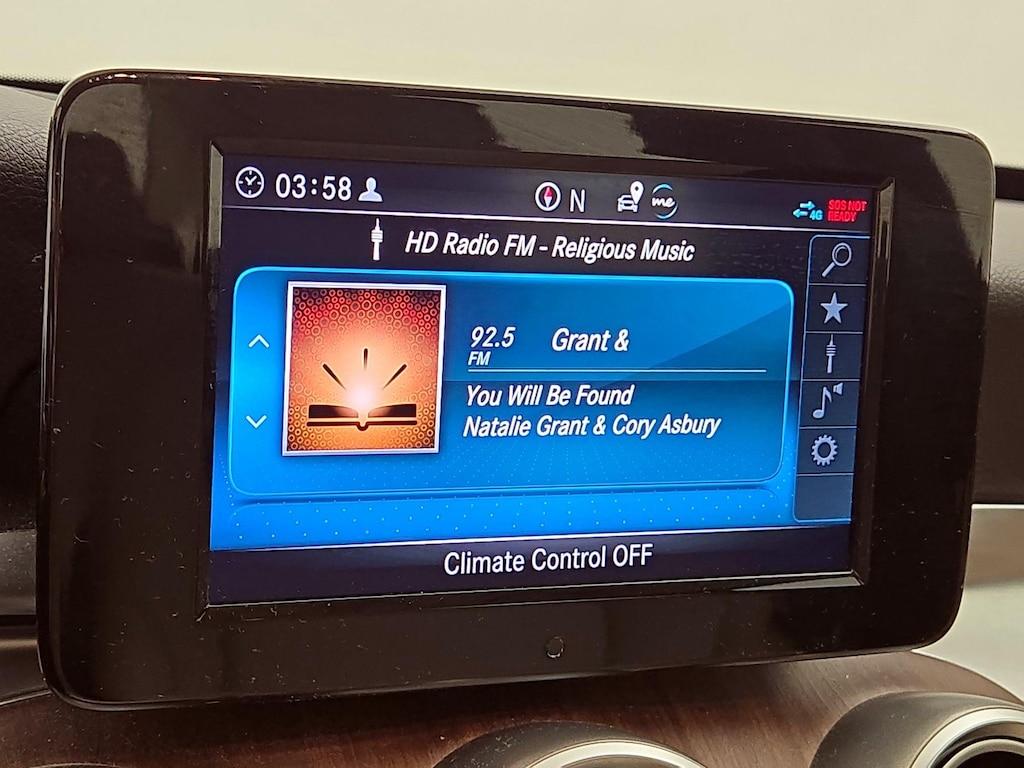 03:58 N me 4G SOS NOT
READY
HD Radio FM - Religious Music
92.5 Grant &
FM
You Will Be Found
Natalie Grant & Cory Asbury
Climate Control OFF